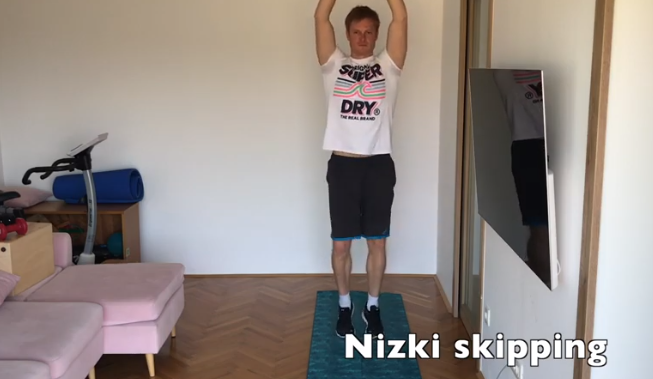 SUPER
DRY®
THE REAL BRAND
Nizki skipping